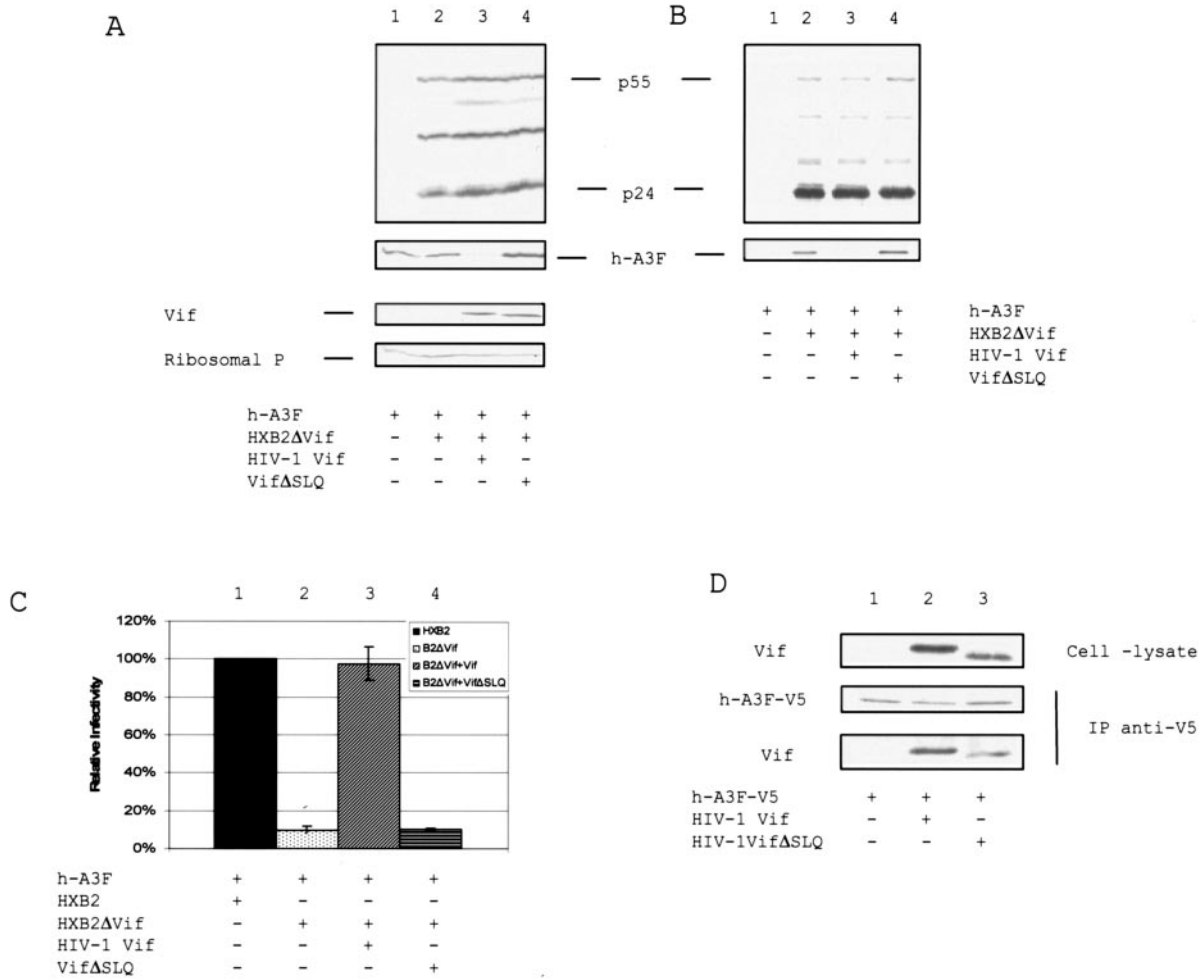 A
1 2 3 4
p55
p24
h-A3F
Vif
Ribosomal P
h-A3F + + + +
HXB2ΔVif - + + +
HIV-1 Vif - - + -
VifΔSLQ - - - +
B
1 2 3 4
+ + + + h-A3F
- + + + HXB2ΔVif
- - + - HIV-1 Vif
- - - + VifΔSLQ
C
1 2 3 4
Relative Infectivity
120%
100%
80%
60%
40%
20%
0%
HXB2
B2ΔVif
B2ΔVif+Vif
B2ΔVif+VifΔSLQ
h-A3F + + + +
HXB2 + - - -
HXB2ΔVif - + + +
HIV-1 Vif - - + -
VifΔSLQ - - - +
D
1 2 3
Vif Cell -lysate
h-A3F-V5
IP anti-V5
Vif
h-A3F-V5 + + +
HIV-1 Vif - + -
HIV-1VifΔSLQ - - +